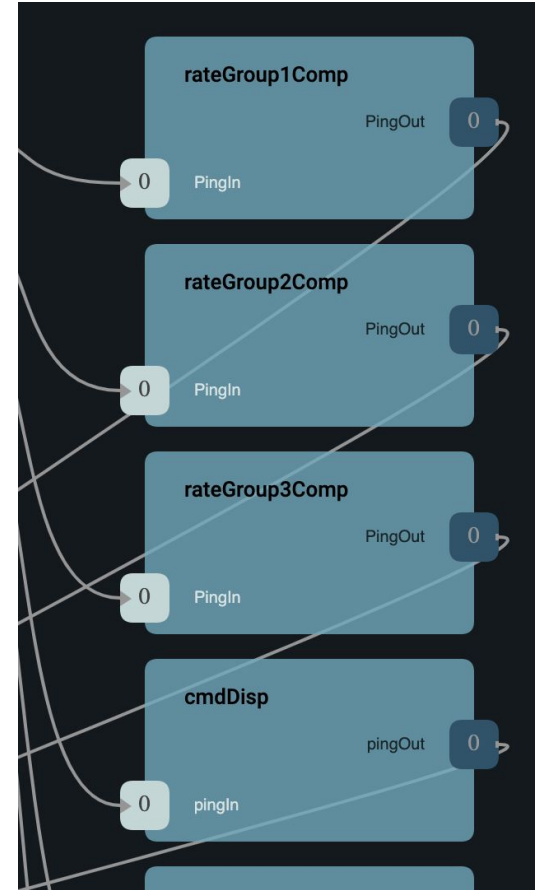 rateGroup1Comp
PingOut 0
0 PingIn
rateGroup2Comp
PingOut 0
0 PingIn
rateGroup3Comp
PingOut 0
0 PingIn
cmdDisp
pingOut 0
0 pingIn